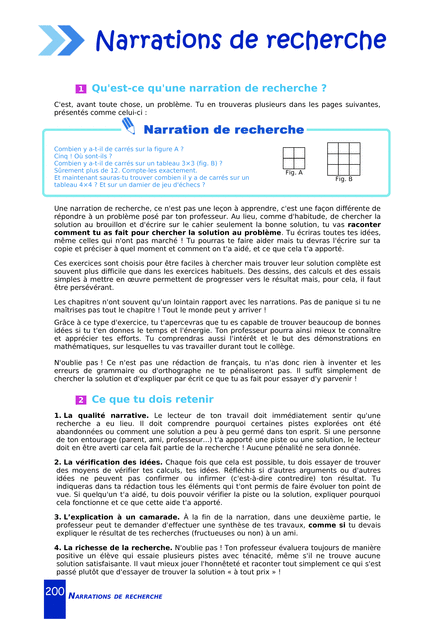 Narrations de recherche
1 Qu'est-ce qu'une narration de recherche ?
C'est, avant toute chose, un problème. Tu en trouveras plusieurs dans les pages suivantes,
présentés comme celui-ci :
Narration de recherche
Combien y a-t-il de carrés sur la figure A ?
Cinq ! Où sont-ils ?
Combien y a-t-il de carrés sur un tableau 3×3 (fig. B) ?
Sûrement plus de 12. Compte-les exactement.
Et maintenant sauras-tu trouver combien il y a de carrés sur un
tableau 4×4 ? Et sur un damier de jeu d'échecs ?
Fig. A
Fig. B
Une narration de recherche, ce n'est pas une leçon à apprendre, c'est une façon différente de
répondre à un problème posé par ton professeur. Au lieu, comme d'habitude, de chercher la
solution au brouillon et d'écrire sur le cahier seulement la bonne solution, tu vas raconter
comment tu as fait pour chercher la solution au problème. Tu écriras toutes tes idées,
même celles qui n'ont pas marché ! Tu pourras te faire aider mais tu devras l'écrire sur ta
copie et préciser à quel moment et comment on t'a aidé, et ce que cela t'a apporté.
Ces exercices sont choisis pour être faciles à chercher mais trouver leur solution complète est
souvent plus difficile que dans les exercices habituels. Des dessins, des calculs et des essais
simples à mettre en œuvre permettent de progresser vers le résultat mais, pour cela, il faut
être persévérant.
Les chapitres n'ont souvent qu'un lointain rapport avec les narrations. Pas de panique si tu ne
maîtrises pas tout le chapitre ! Tout le monde peut y arriver !
Grâce à ce type d'exercice, tu t'apercevras que tu es capable de trouver beaucoup de bonnes
idées si tu t'en donnes le temps et l'énergie. Ton professeur pourra ainsi mieux te connaître
et apprécier tes efforts. Tu comprendras aussi l'intérêt et le but des démonstrations en
mathématiques, sur lesquelles tu vas travailler durant tout le collège.
N'oublie pas ! Ce n'est pas une rédaction de français, tu n'as donc rien à inventer et les
erreurs de grammaire ou d'orthographe ne te pénaliseront pas. Il suffit simplement de
chercher la solution et d'expliquer par écrit ce que tu as fait pour essayer d'y parvenir !
2 Ce que tu dois retenir
1. La qualité narrative. Le lecteur de ton travail doit immédiatement sentir qu'une
recherche a eu lieu. Il doit comprendre pourquoi certaines pistes explorées ont été
abandonnées ou comment une solution a peu à peu germé dans ton esprit. Si une personne
de ton entourage (parent, ami, professeur...) t'a apporté une piste ou une solution, le lecteur
doit en être averti car cela fait partie de la recherche ! Aucune pénalité ne sera donnée.
2. La vérification des idées. Chaque fois que cela est possible, tu dois essayer de trouver
des moyens de vérifier tes calculs, tes idées. Réfléchis si d'autres arguments ou d'autres
idées ne peuvent pas confirmer ou infirmer (c'est-à-dire contredire) ton résultat. Tu
indiqueras dans ta rédaction tous les éléments qui t'ont permis de faire évoluer ton point de
vue. Si quelqu'un t'a aidé, tu dois pouvoir vérifier la piste ou la solution, expliquer pourquoi
cela fonctionne et ce que cette aide t'a apporté.
3. L'explication à un camarade. À la fin de la narration, dans une deuxième partie, le
professeur peut te demander d'effectuer une synthèse de tes travaux, comme si tu devais
expliquer le résultat de tes recherches (fructueuses ou non) à un ami.
4. La richesse de la recherche. N'oublie pas ! Ton professeur évaluera toujours de manière
positive un élève qui essaie plusieurs pistes avec ténacité, même s'il ne trouve aucune
solution satisfaisante. Il vaut mieux jouer l'honnêteté et raconter tout simplement ce qui s'est
passé plutôt que d'essayer de trouver la solution « à tout prix » !
200 NARRATIONS DE RECHERCHE